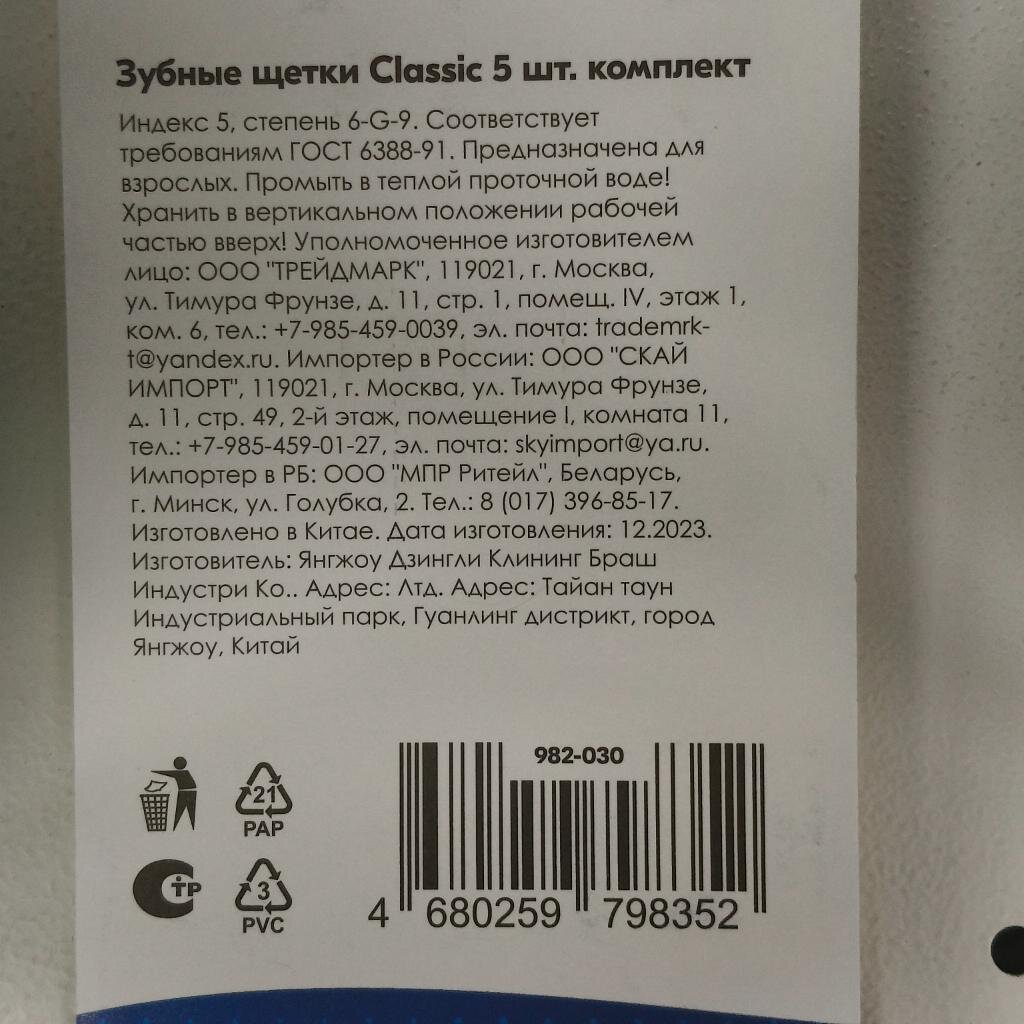 Зубные щетки Classic 5 шт. комплект
Индекс 5, степень 6-G-9. Соответствует
требованиям ГОСТ 6388-91. Предназначена для
взрослых. Промыть в теплой проточной воде!
Хранить в вертикальном положении рабочей
частью вверх! Уполномоченное изготовителем
лицо: ООО "ТРЕЙДМАРК", 119021, г. Москва,
ул. Тимура Фрунзе, д. 11, стр. 1, помещ. IV, этаж 1,
ком. 6, тел.: +7-985-459-0039, эл. почта: trademrk-
t@yandex.ru. Импортер в России: ООО "СКАЙ
ИМПОРТ", 119021, г. Москва, ул. Тимура Фрунзе,
д. 11, стр. 49, 2-й этаж, помещение I, комната 11,
тел.: +7-985-459-01-27, эл. почта: skyimport@ya.ru.
Импортер в РБ: ООО "МПР Ритейл", Беларусь,
г. Минск, ул. Голубка, 2. Тел.: 8 (017) 396-85-17.
Изготовлено в Китае. Дата изготовления: 12.2023.
Изготовитель: Янгжоу Дзингли Клининг Браш
Индустри Ко.. Адрес: Лтд. Адрес: Тайан таун
Индустриальный парк, Гуанлинг дистрикт, город
Янгжоу, Китай
982-030
21
PAP
СТР
3
PVC
4 680259 798352